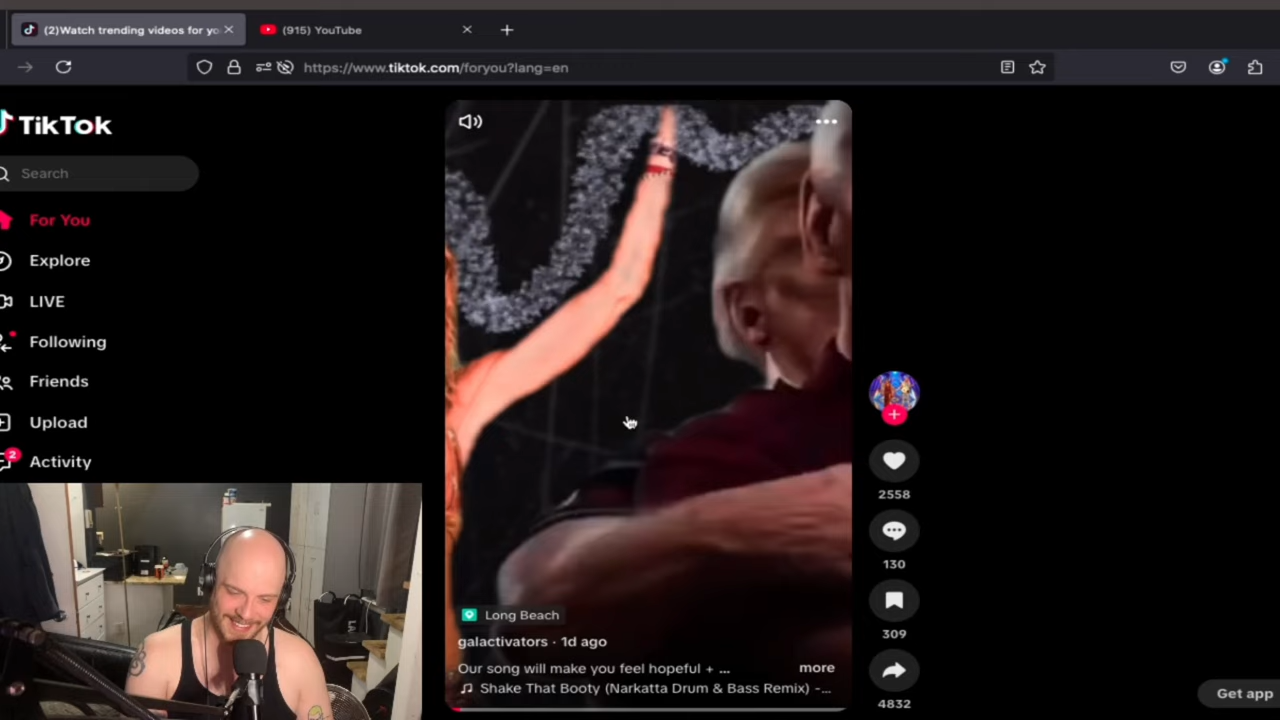 (2)Watch trending videos for yo
(915) YouTube
https://www.tiktok.com/foryou?lang=en
TikTok
Search
For You
Explore
LIVE
Following
Friends
Upload
2
Activity
2558
130
309
4832
Long Beach
galactivators · 1d ago
Our song will make you feel hopeful + ...
more
Shake That Booty (Narkatta Drum & Bass Remix) -...
Get app